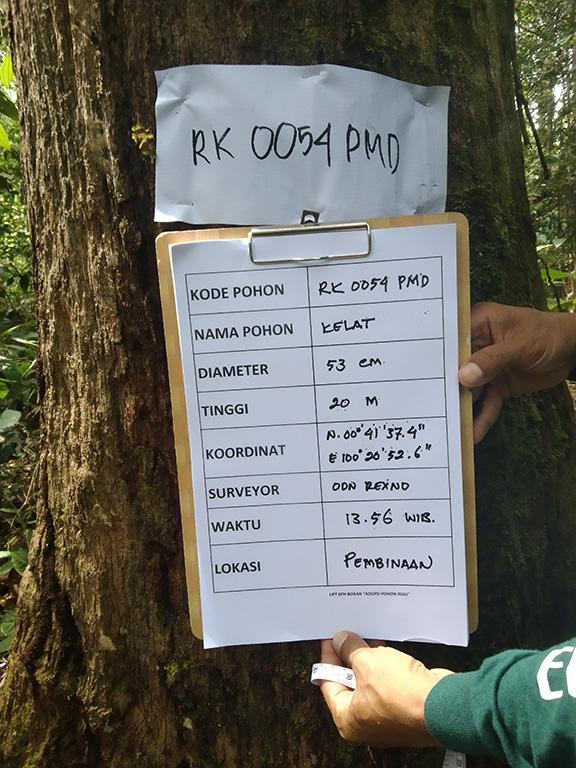 RK 0054 PMD
KODE POHON RK 0054 PMD
NAMA POHON KELAT
DIAMETER 53 cm
TINGGI 20 M
KOORDINAT N. 00° 41' 37.4"
E 100° 20' 52.6"
SURVEYOR ODN REXINO
WAKTU 13.56 WIB.
LOKASI PEMBINAAN
LIFT KPH ROKAN "ADOPSI POHON RIAU"